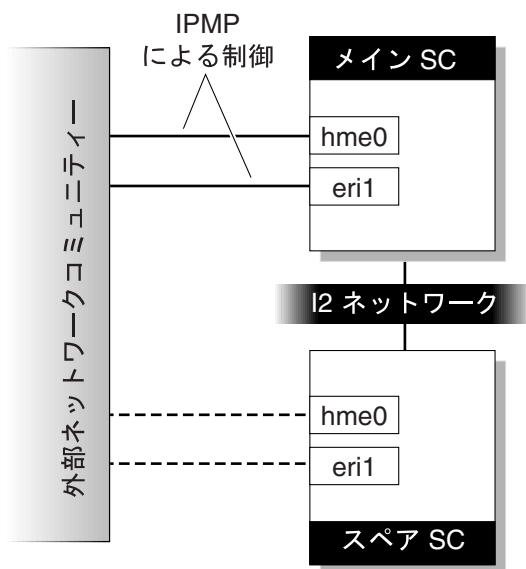 IPMP
による制御
メイン SC
hme0
eri1
外部ネットワークコミュニティー
I2 ネットワーク
hme0
eri1
スペア SC